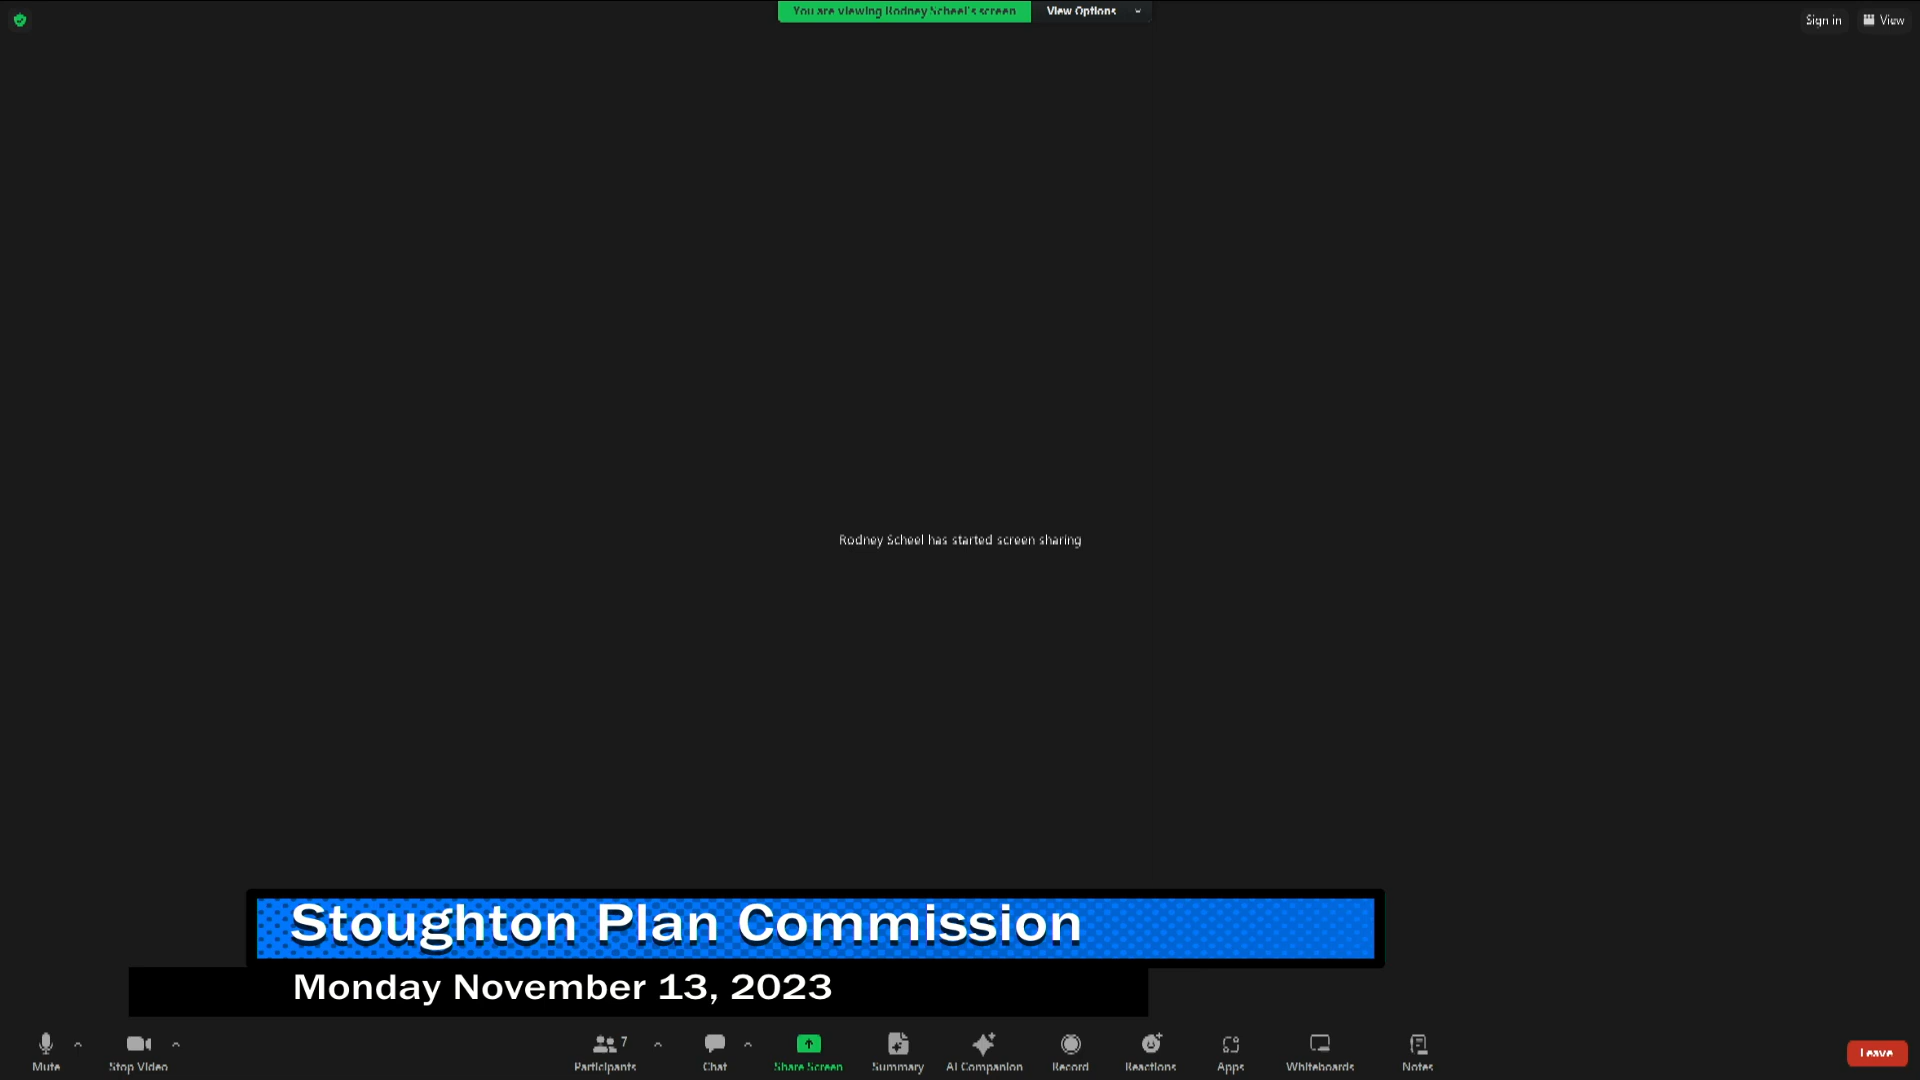 You are viewing Rodney Scheel's screen
View Options
Sign in
View
Rodney Scheel has started screen sharing
Stoughton Plan Commission
Monday November 13, 2023
7
Mute
Stop Video
Participants
Chat
Share Screen
Summary
AI Companion
Record
Reactions
Apps
Whiteboards
Notes
Leave